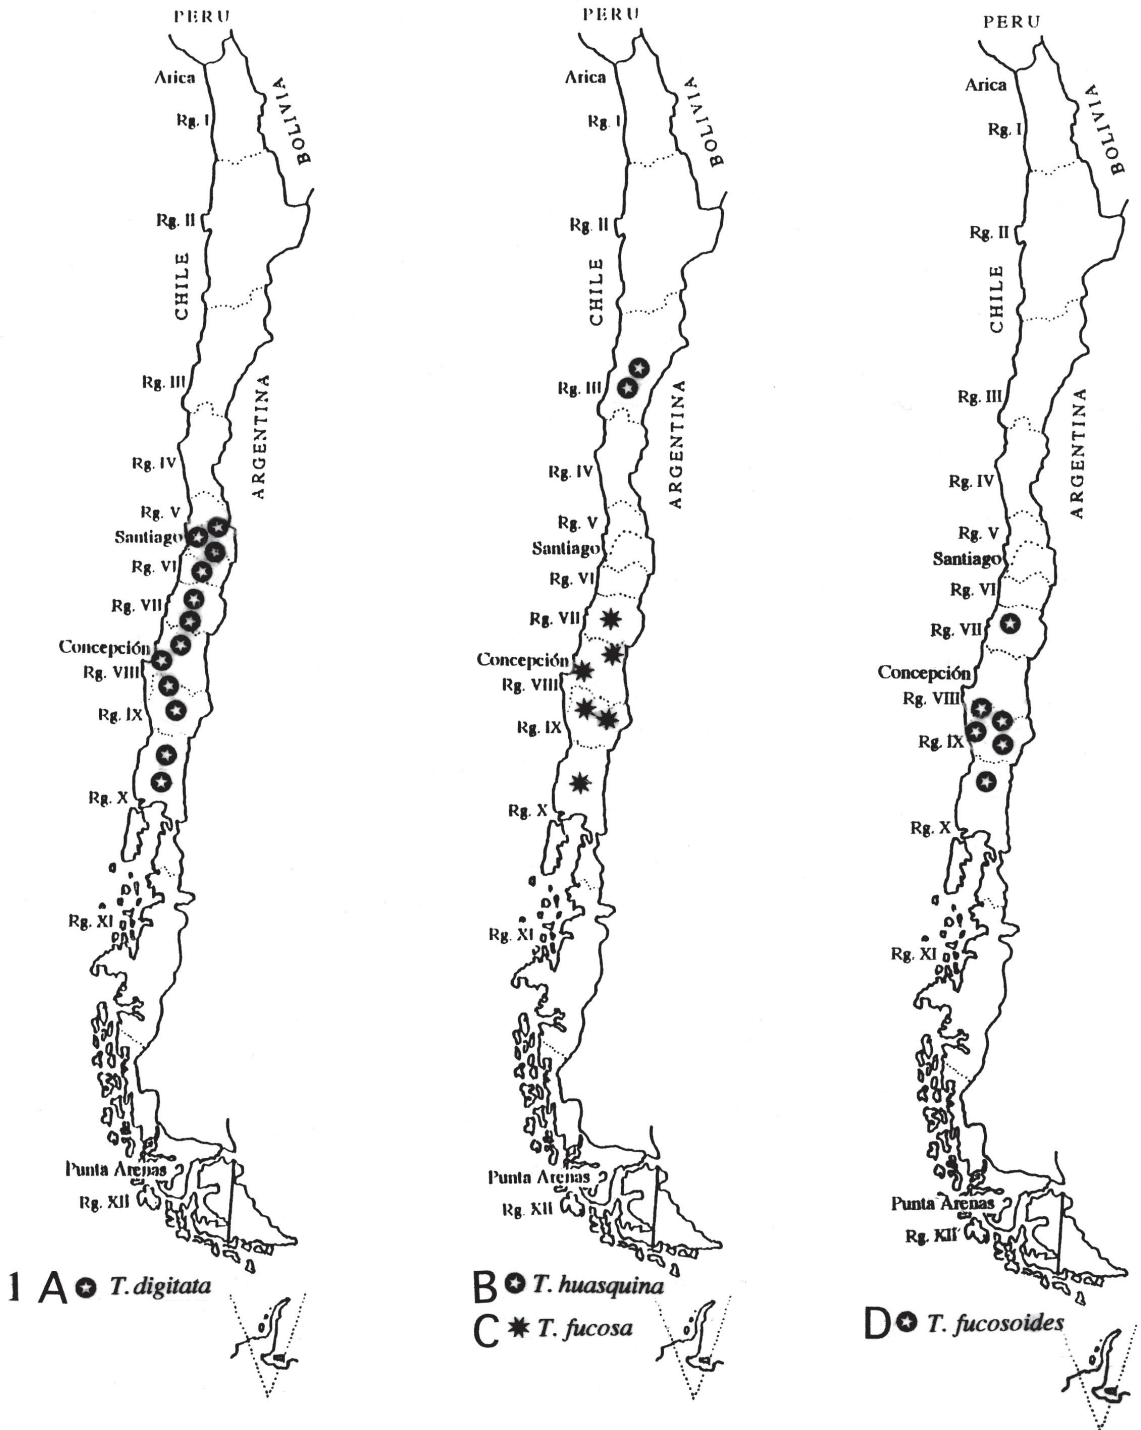 PERU
Arica
BOLIVIA
Rg. I
Rg. II
CHILE
Rg. III
ARGENTINA
Rg. IV
Rg. V
Santiago
Rg. VI
Rg. VII
Concepción
Rg. VIII
Rg. IX
Rg. X
Rg. XI
Punta Arenas
Rg. XII
1 A T. digitata
PERU
Arica
BOLIVIA
Rg. I
Rg. II
CHILE
Rg. III
ARGENTINA
Rg. IV
Rg. V
Santiago
Rg. VI
Rg. VII
Concepción
Rg. VIII
Rg. IX
Rg. X
Rg. XI
Punta Arenas
Rg. XII
B T. huasquina
C T. fucosa
PERU
Arica
BOLIVIA
Rg. I
Rg. II
CHILE
Rg. III
ARGENTINA
Rg. IV
Rg. V
Santiago
Rg. VI
Rg. VII
Concepción
Rg. VIII
Rg. IX
Rg. X
Rg. XI
Punta Arenas
Rg. XII
D T. fucosoides